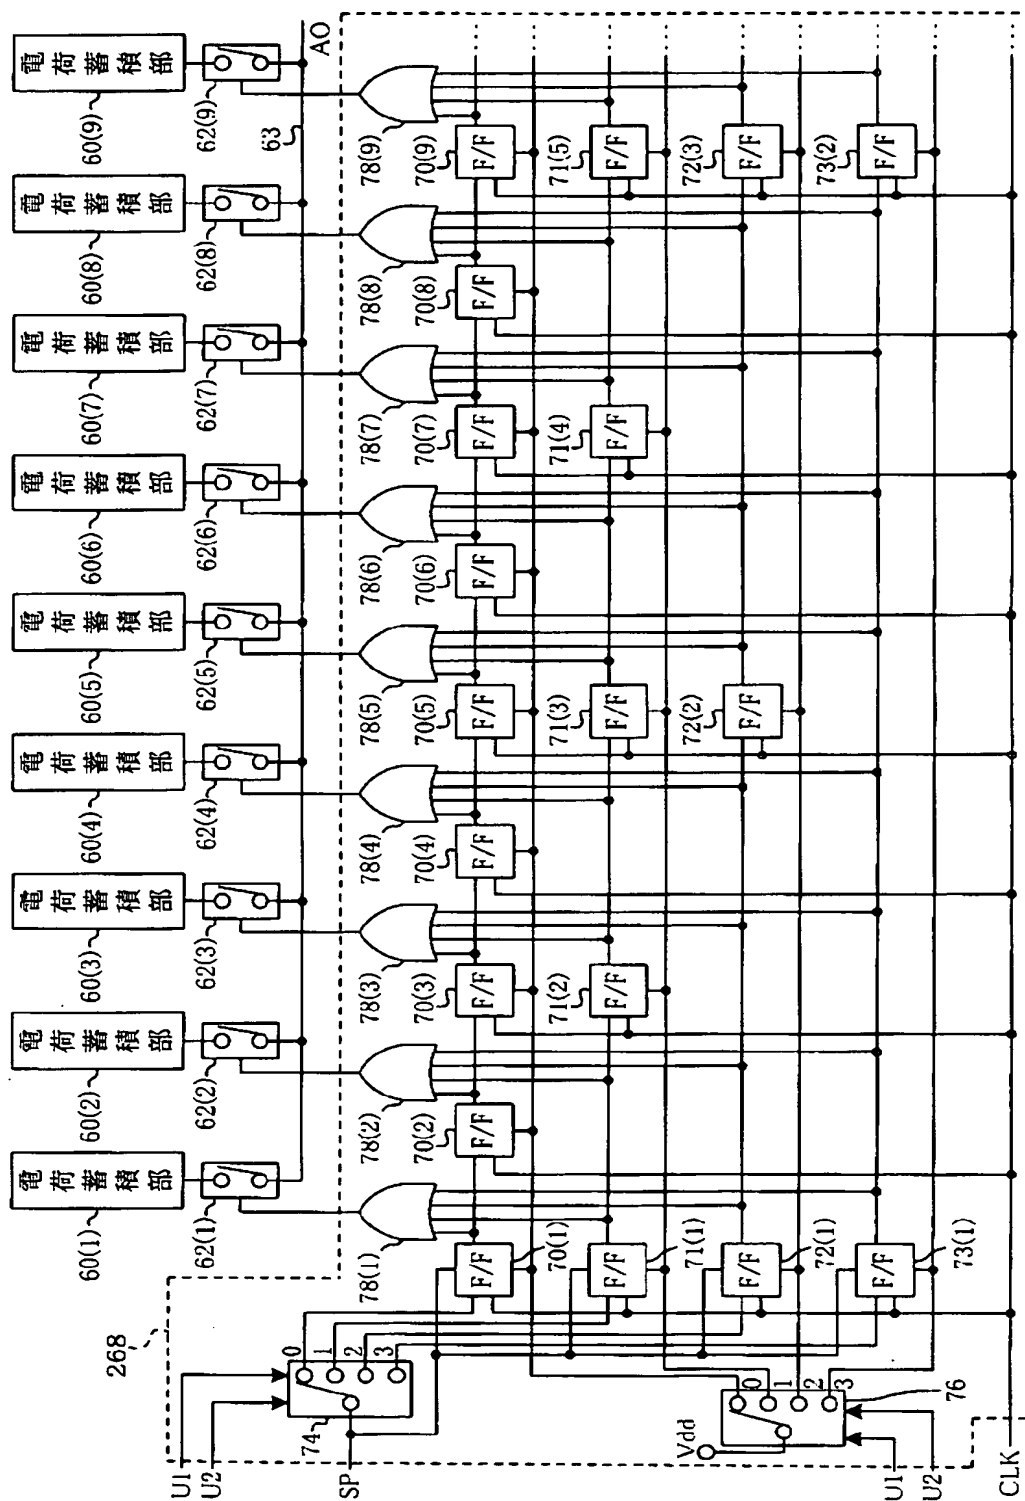 電荷蓄積部 電荷蓄積部 電荷蓄積部 電荷蓄積部 電荷蓄積部 電荷蓄積部 電荷蓄積部 電荷蓄積部 電荷蓄積部
60(1) 60(2) 60(3) 60(4) 60(5) 60(6) 60(7) 60(8) 60(9)
62(1) 62(2) 62(3) 62(4) 62(5) 62(6) 62(7) 62(8) 62(9)
63
AO
268
78(1) 78(2) 78(3) 78(4) 78(5) 78(6) 78(7) 78(8) 78(9)
U1
U2
74
0
1
2
3
SP
F/F F/F F/F F/F F/F F/F F/F F/F F/F
70(1) 70(2) 70(3) 70(4) 70(5) 70(6) 70(7) 70(8) 70(9)
F/F F/F F/F F/F F/F
71(1) 71(2) 71(3) 71(4) 71(5)
F/F F/F F/F
72(1) 72(2) 72(3)
F/F F/F
73(1) 73(2)
Vdd
0
1
2
3
76
U1
U2
CLK